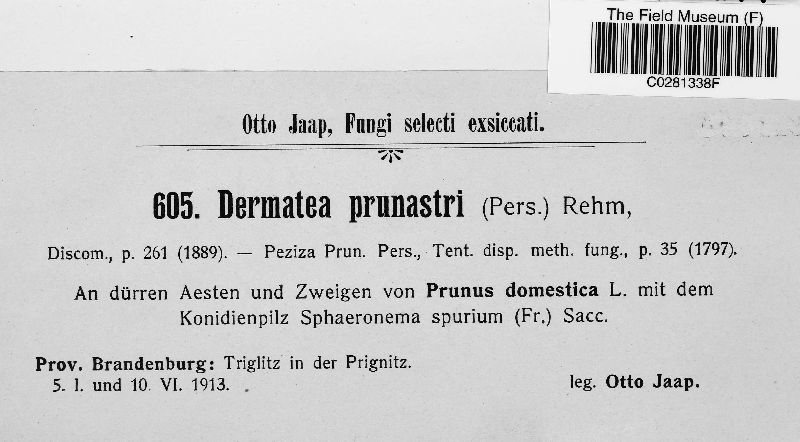 The Field Museum (F)
C0281338F
Otto Jaap, Fungi selecti exsiccati.
605. Dermatea prunastri (Pers.) Rehm,
Discom., p. 261 (1889). — Peziza Prun. Pers., Tent. disp. meth. fung., p. 35 (1797).
An dürren Aesten und Zweigen von Prunus domestica L. mit dem
Konidienpilz Sphaeronema spurium (Fr.) Sacc.
Prov. Brandenburg: Triglitz in der Prignitz.
5. I. und 10. VI. 1913.
leg. Otto Jaap.